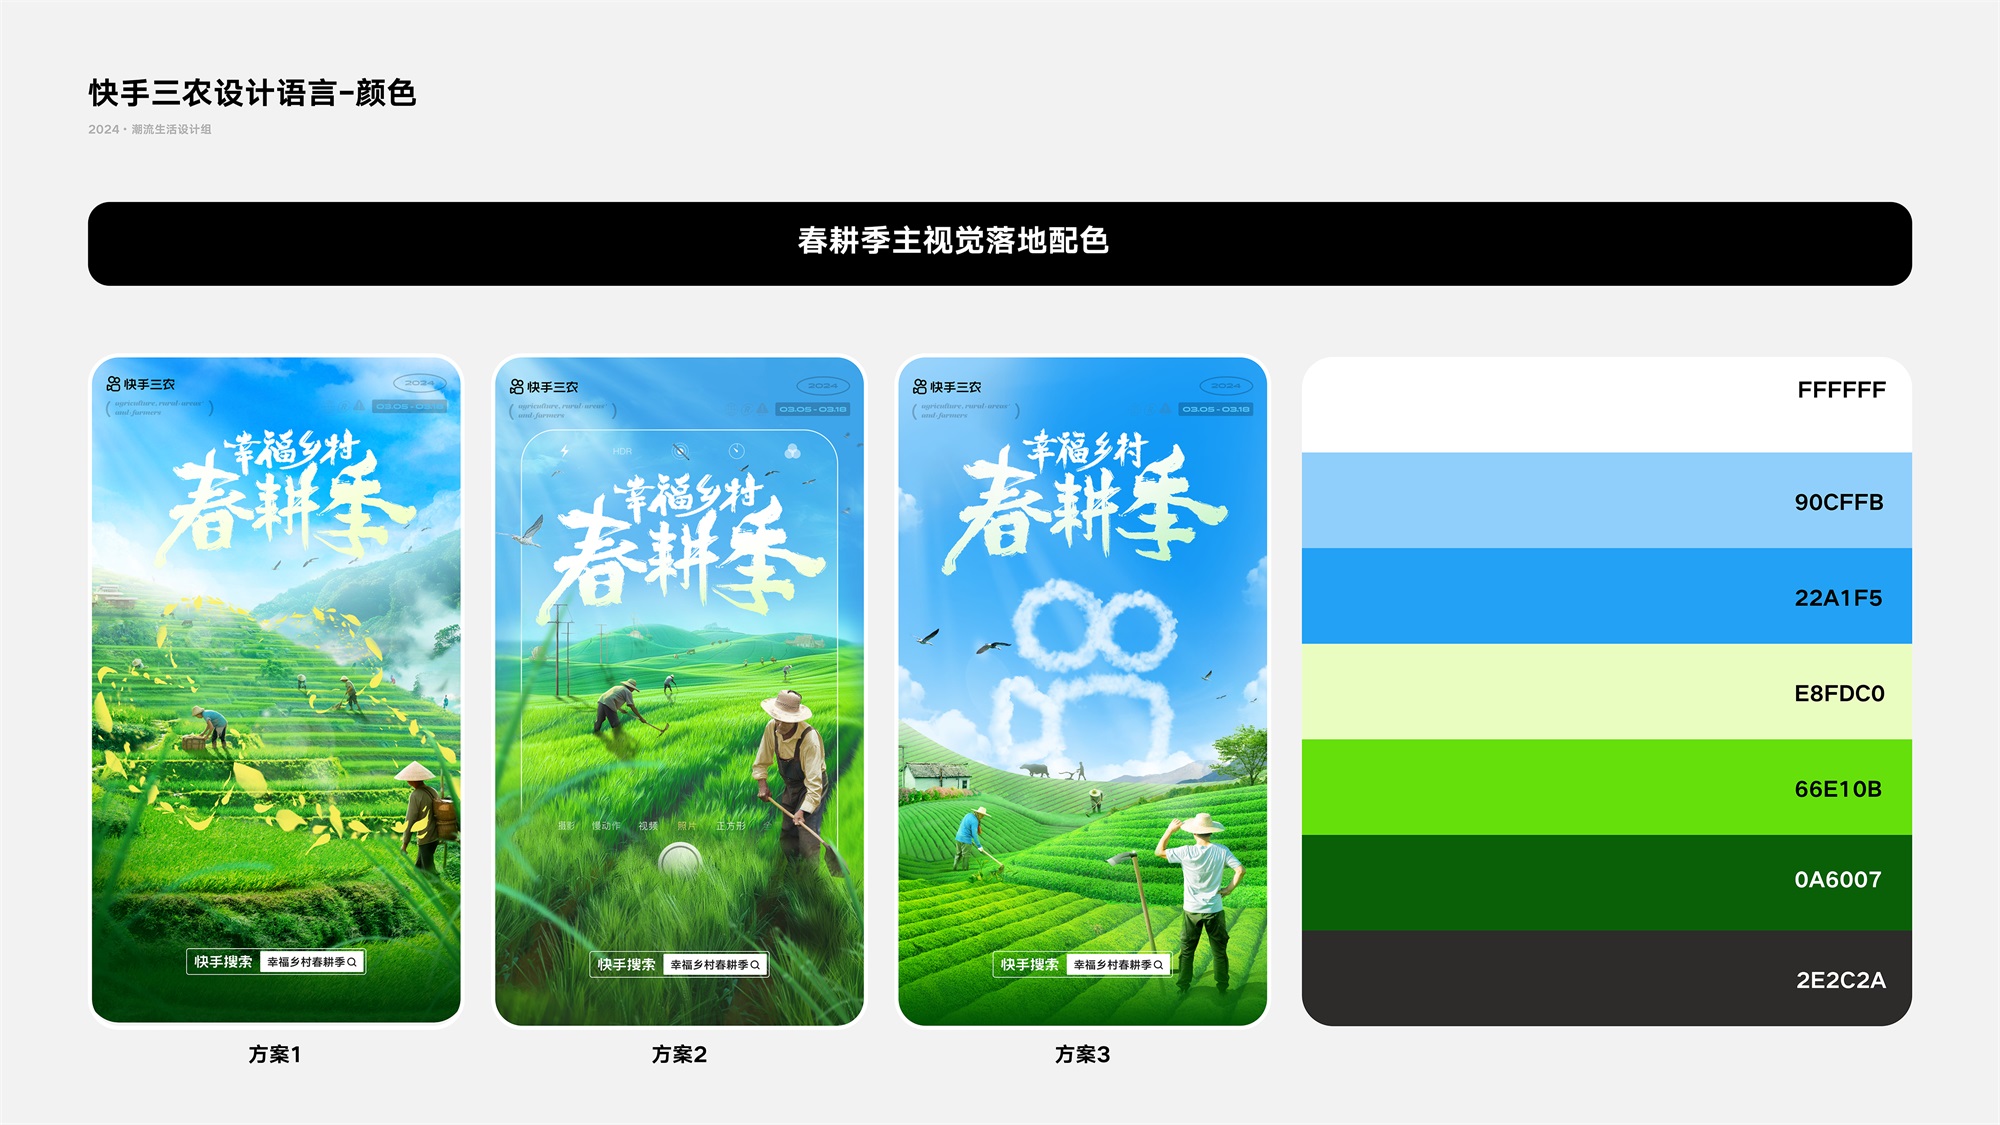 快手三农设计语言-颜色
2024·潮流生活设计组
春耕季主视觉落地配色
快手三农
2024
( agriculture, rural-areas
and-farmers )
03.05-03.18
幸福乡村
春耕季
快手搜索 幸福乡村春耕季
方案1
快手三农
2024
( agriculture, rural-areas
and-farmers )
03.05-03.18
HDR
幸福乡村
春耕季
摄影 慢动作 视频 照片 正方形
快手搜索 幸福乡村春耕季
方案2
快手三农
2024
( agriculture, rural-areas
and-farmers )
03.05-03.18
幸福乡村
春耕季
快手搜索 幸福乡村春耕季
方案3
FFFFFF
90CFFB
22A1F5
E8FDC0
66E10B
0A6007
2E2C2A